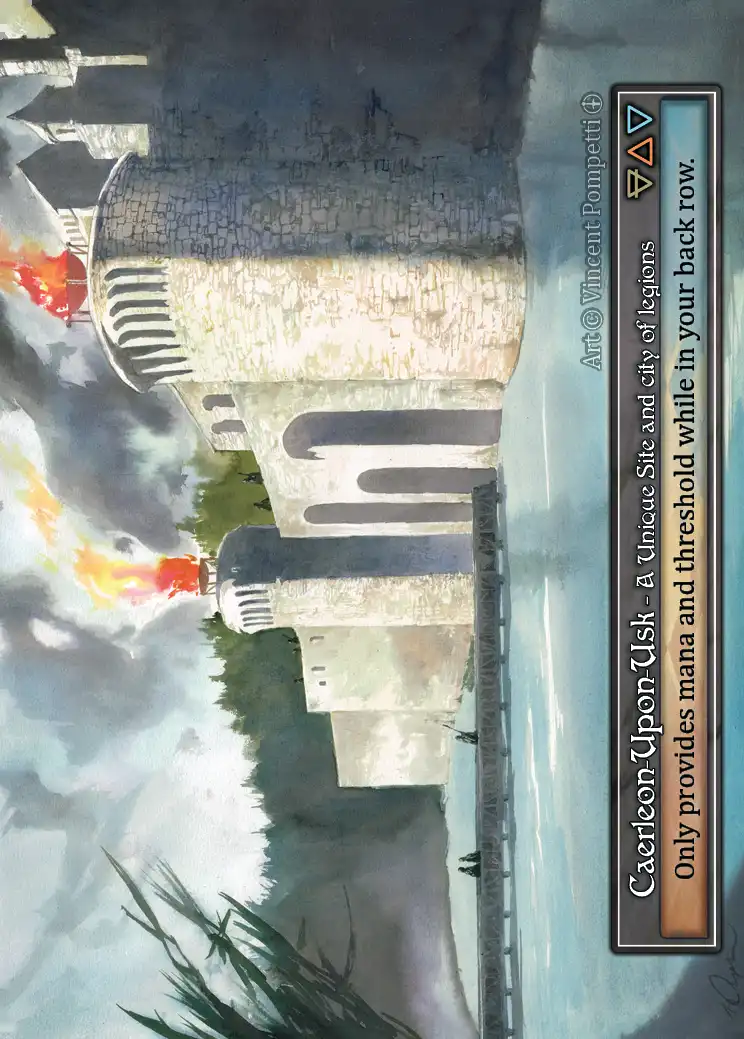 Art © Vincent Pompetti
Caerleon-Upon-Usk - A Unique Site and city of legions
Only provides mana and threshold while in your back row.